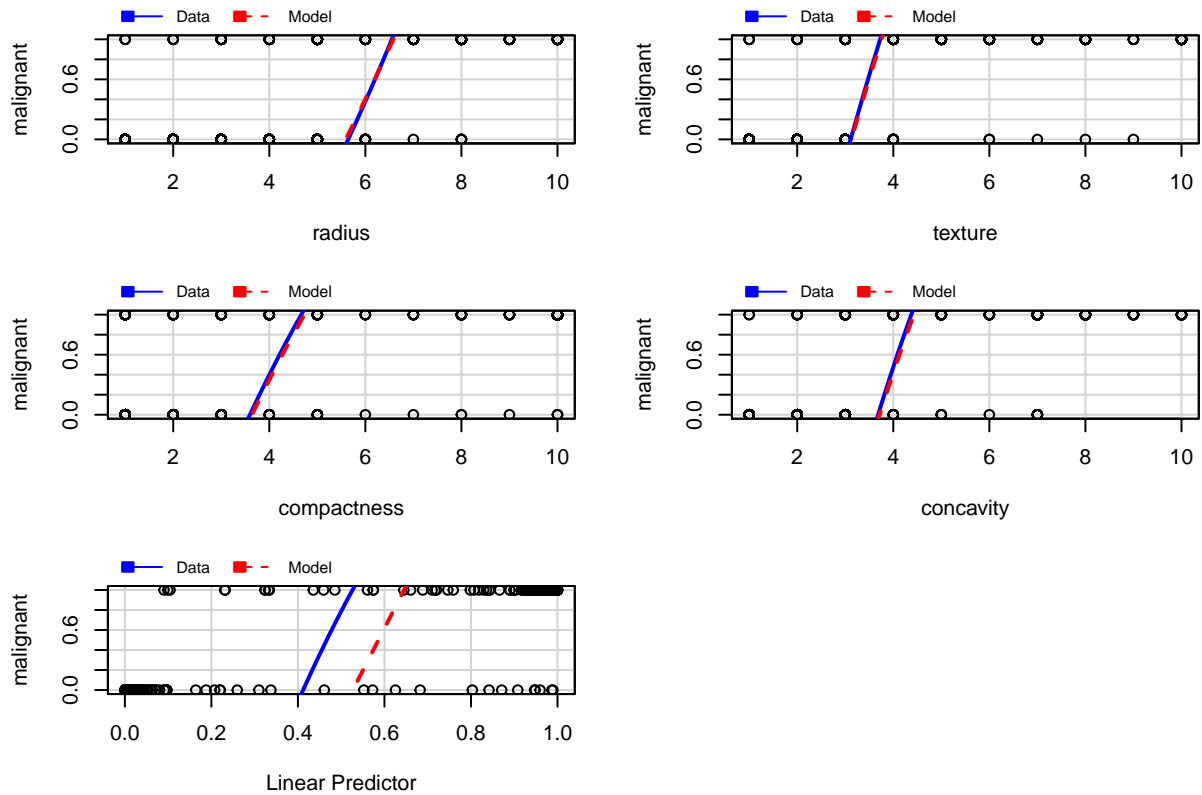 Data Model
malignant
0.0 0.6
2 4 6 8 10
radius
Data Model
malignant
0.0 0.6
2 4 6 8 10
texture
Data Model
malignant
0.0 0.6
2 4 6 8 10
compactness
Data Model
malignant
0.0 0.6
2 4 6 8 10
concavity
Data Model
malignant
0.0 0.6
0.0 0.2 0.4 0.6 0.8 1.0
Linear Predictor